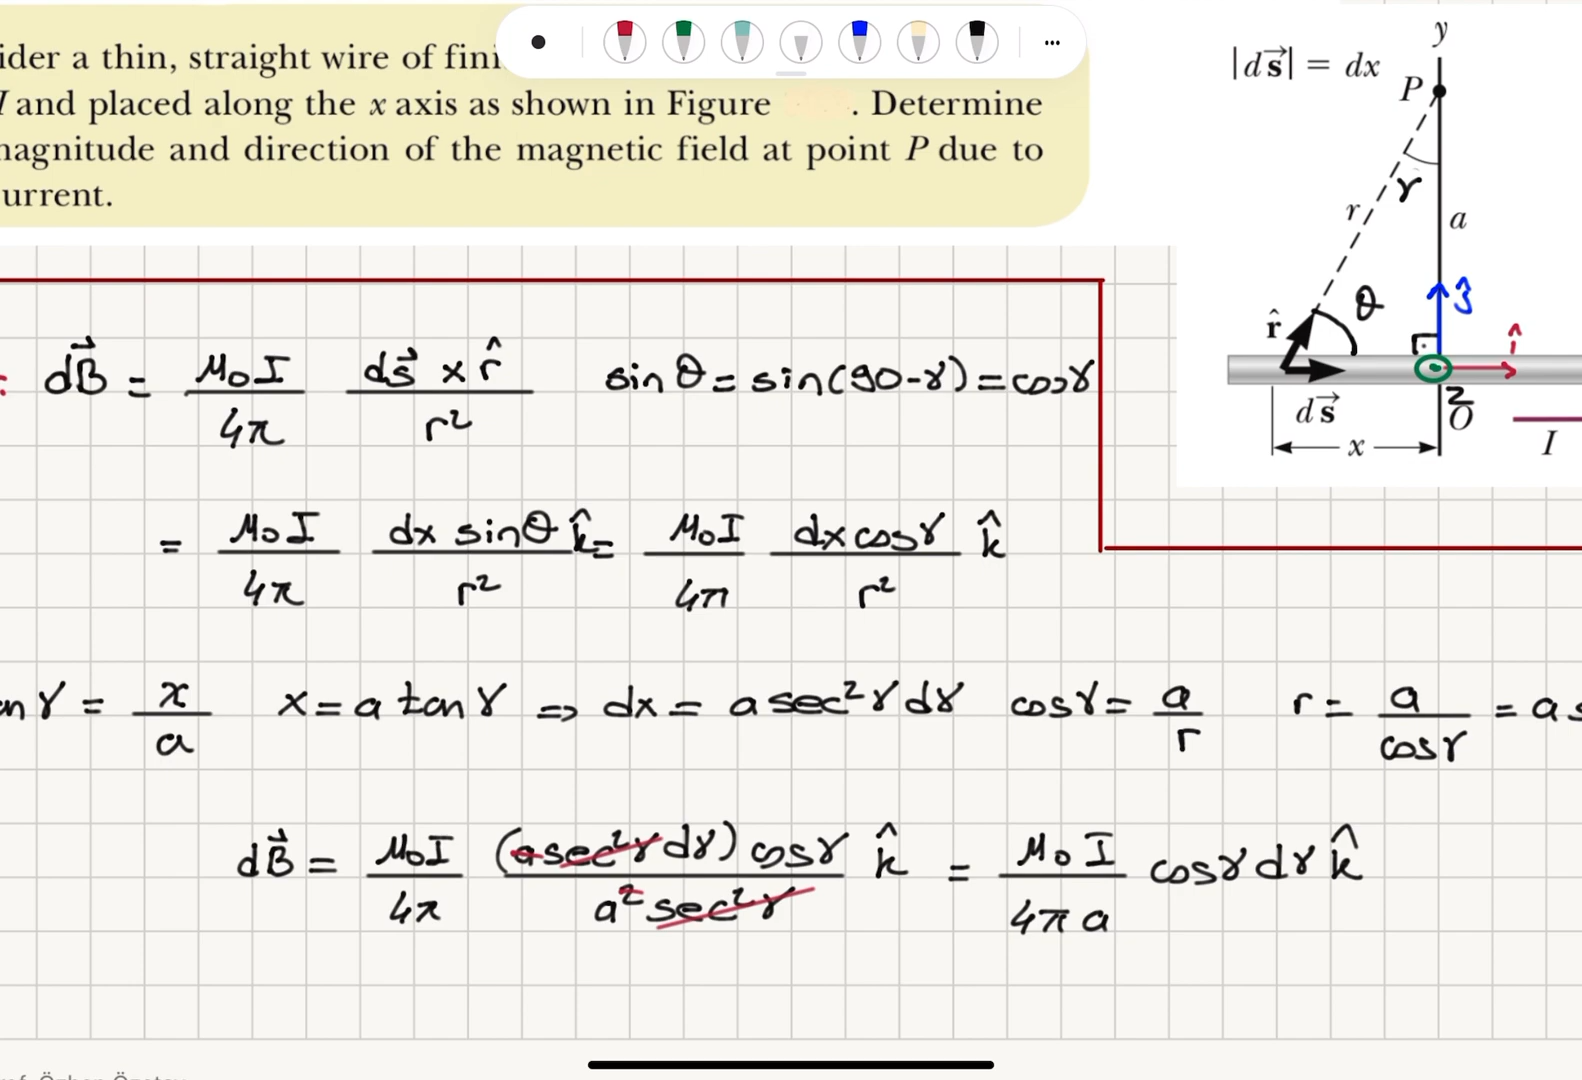 ider a thin, straight wire of fini
I and placed along the x axis as shown in Figure . Determine
nagnitude and direction of the magnetic field at point P due to
urrent.
|ds⃗| = dx
y
P
γ
r
a
θ
ĵ
r̂
î
ds⃗
z
O
x
I
: dB⃗ = μ₀I/4π ds⃗ × r̂/r² sinθ = sin(90-γ) = cosγ
= μ₀I/4π dx sinθ/r² k̂ = μ₀I/4π dx cosγ/r² k̂
an γ = x/a x = a tanγ => dx = a sec²γ dγ cosγ = a/r r = a/cosγ = a s
dB⃗ = μ₀I/4π (a sec²γ dγ) cosγ/a² sec²γ k̂ = μ₀I/4πa cosγ dγ k̂